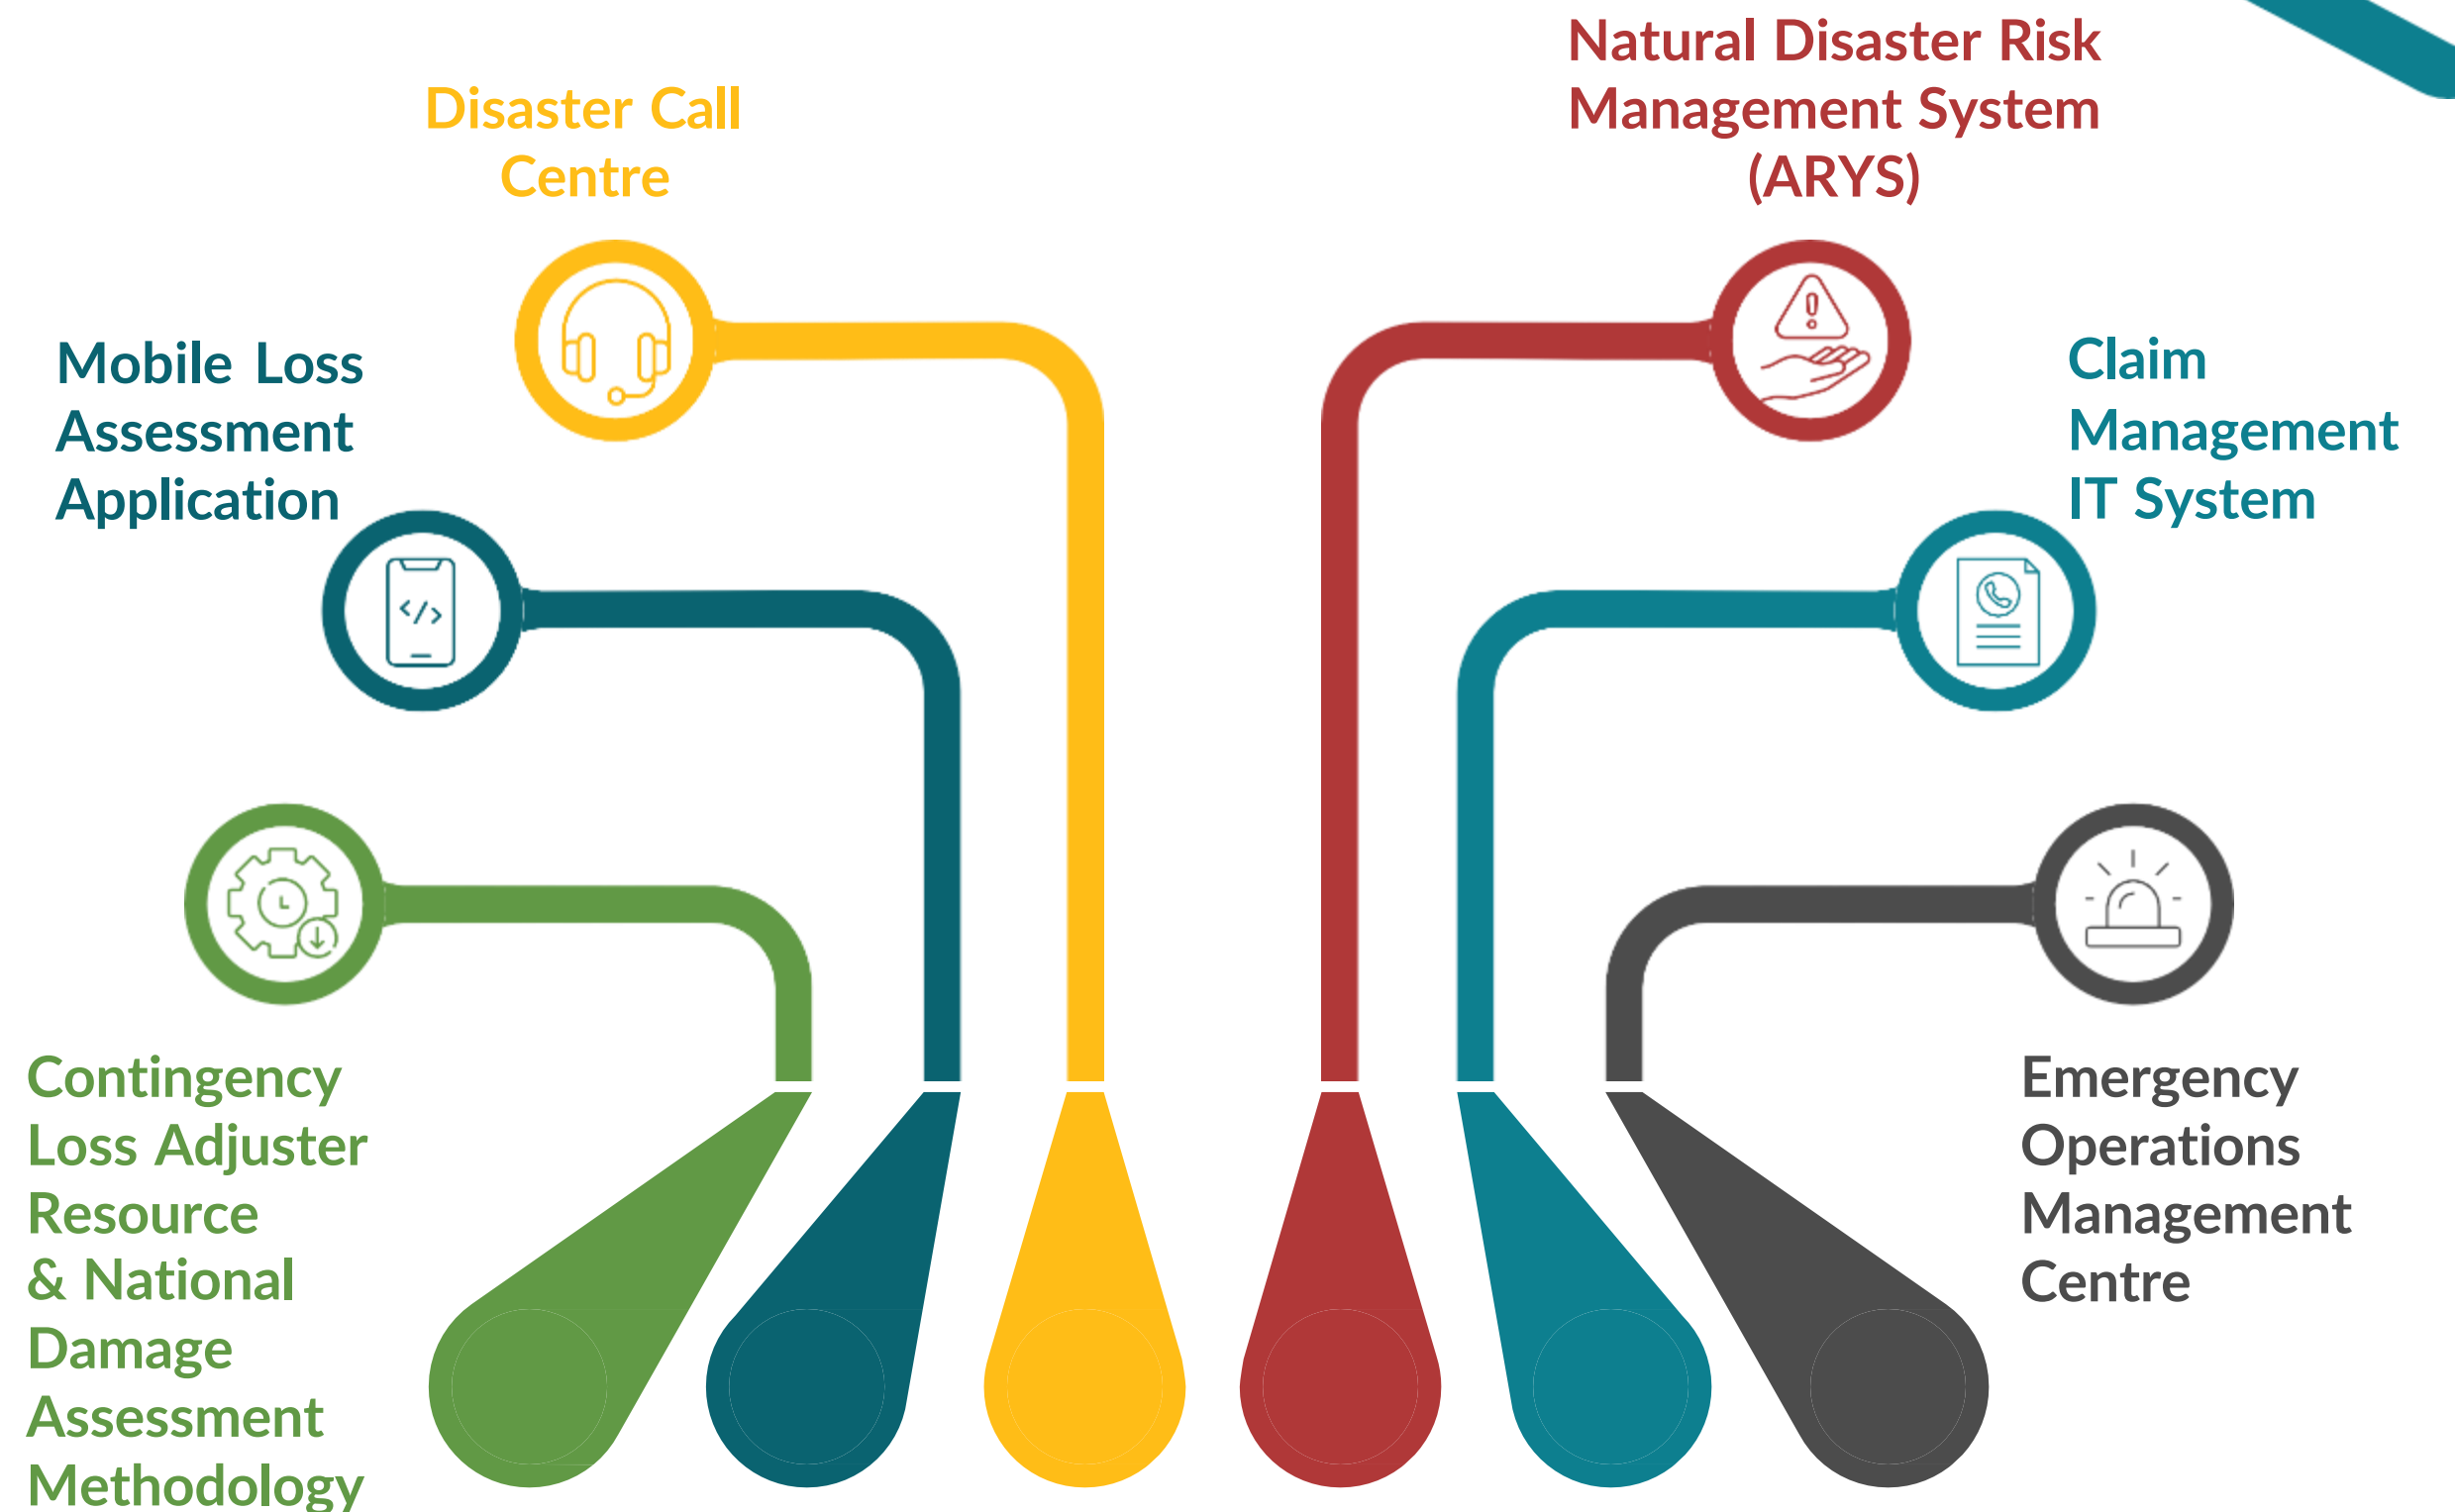 Disaster Call
Centre
Natural Disaster Risk
Management System
(ARYS)
Mobile Loss
Assessment
Application
Claim
Management
IT System
Contingency
Loss Adjuster
Resource
& National
Damage
Assessment
Methodology
Emergency
Operations
Management
Centre